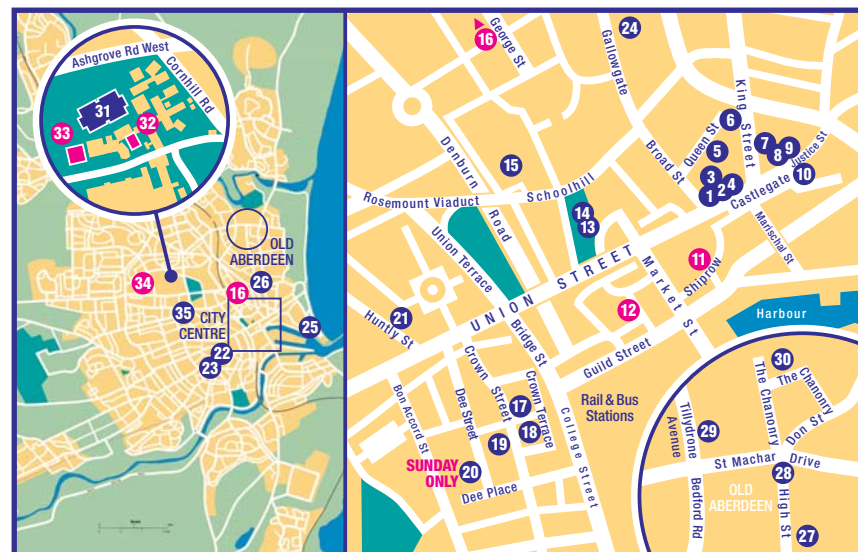 Ashgrove Rd West
Cornhill Rd
31
32
33
OLD
ABERDEEN
34
16
26
35
CITY
CENTRE
25
22
23
George St
16
24
Gallowgate
King Street
6
Queen St
5
7
8
9
Justice St
Denburn
Road
15
Broad St
3
2
4
1
10
Castlegate
Schoolhill
Rosemount Viaduct
14
13
Marischal St
Union Terrace
UNION STREET
Market St
11
Shiprow
12
Harbour
21
Huntly St
Bridge St
Guild Street
Bon Accord St
Dee Street
Crown Street
Crown Terrace
College Street
Rail & Bus
Stations
17
18
19
SUNDAY
ONLY
20
Dee Place
30
The Chanonry
The Chanonry
Don St
Tillydrone
Avenue
29
St Machar Drive
28
Bedford Rd
OLD
ABERDEEN
High St
27